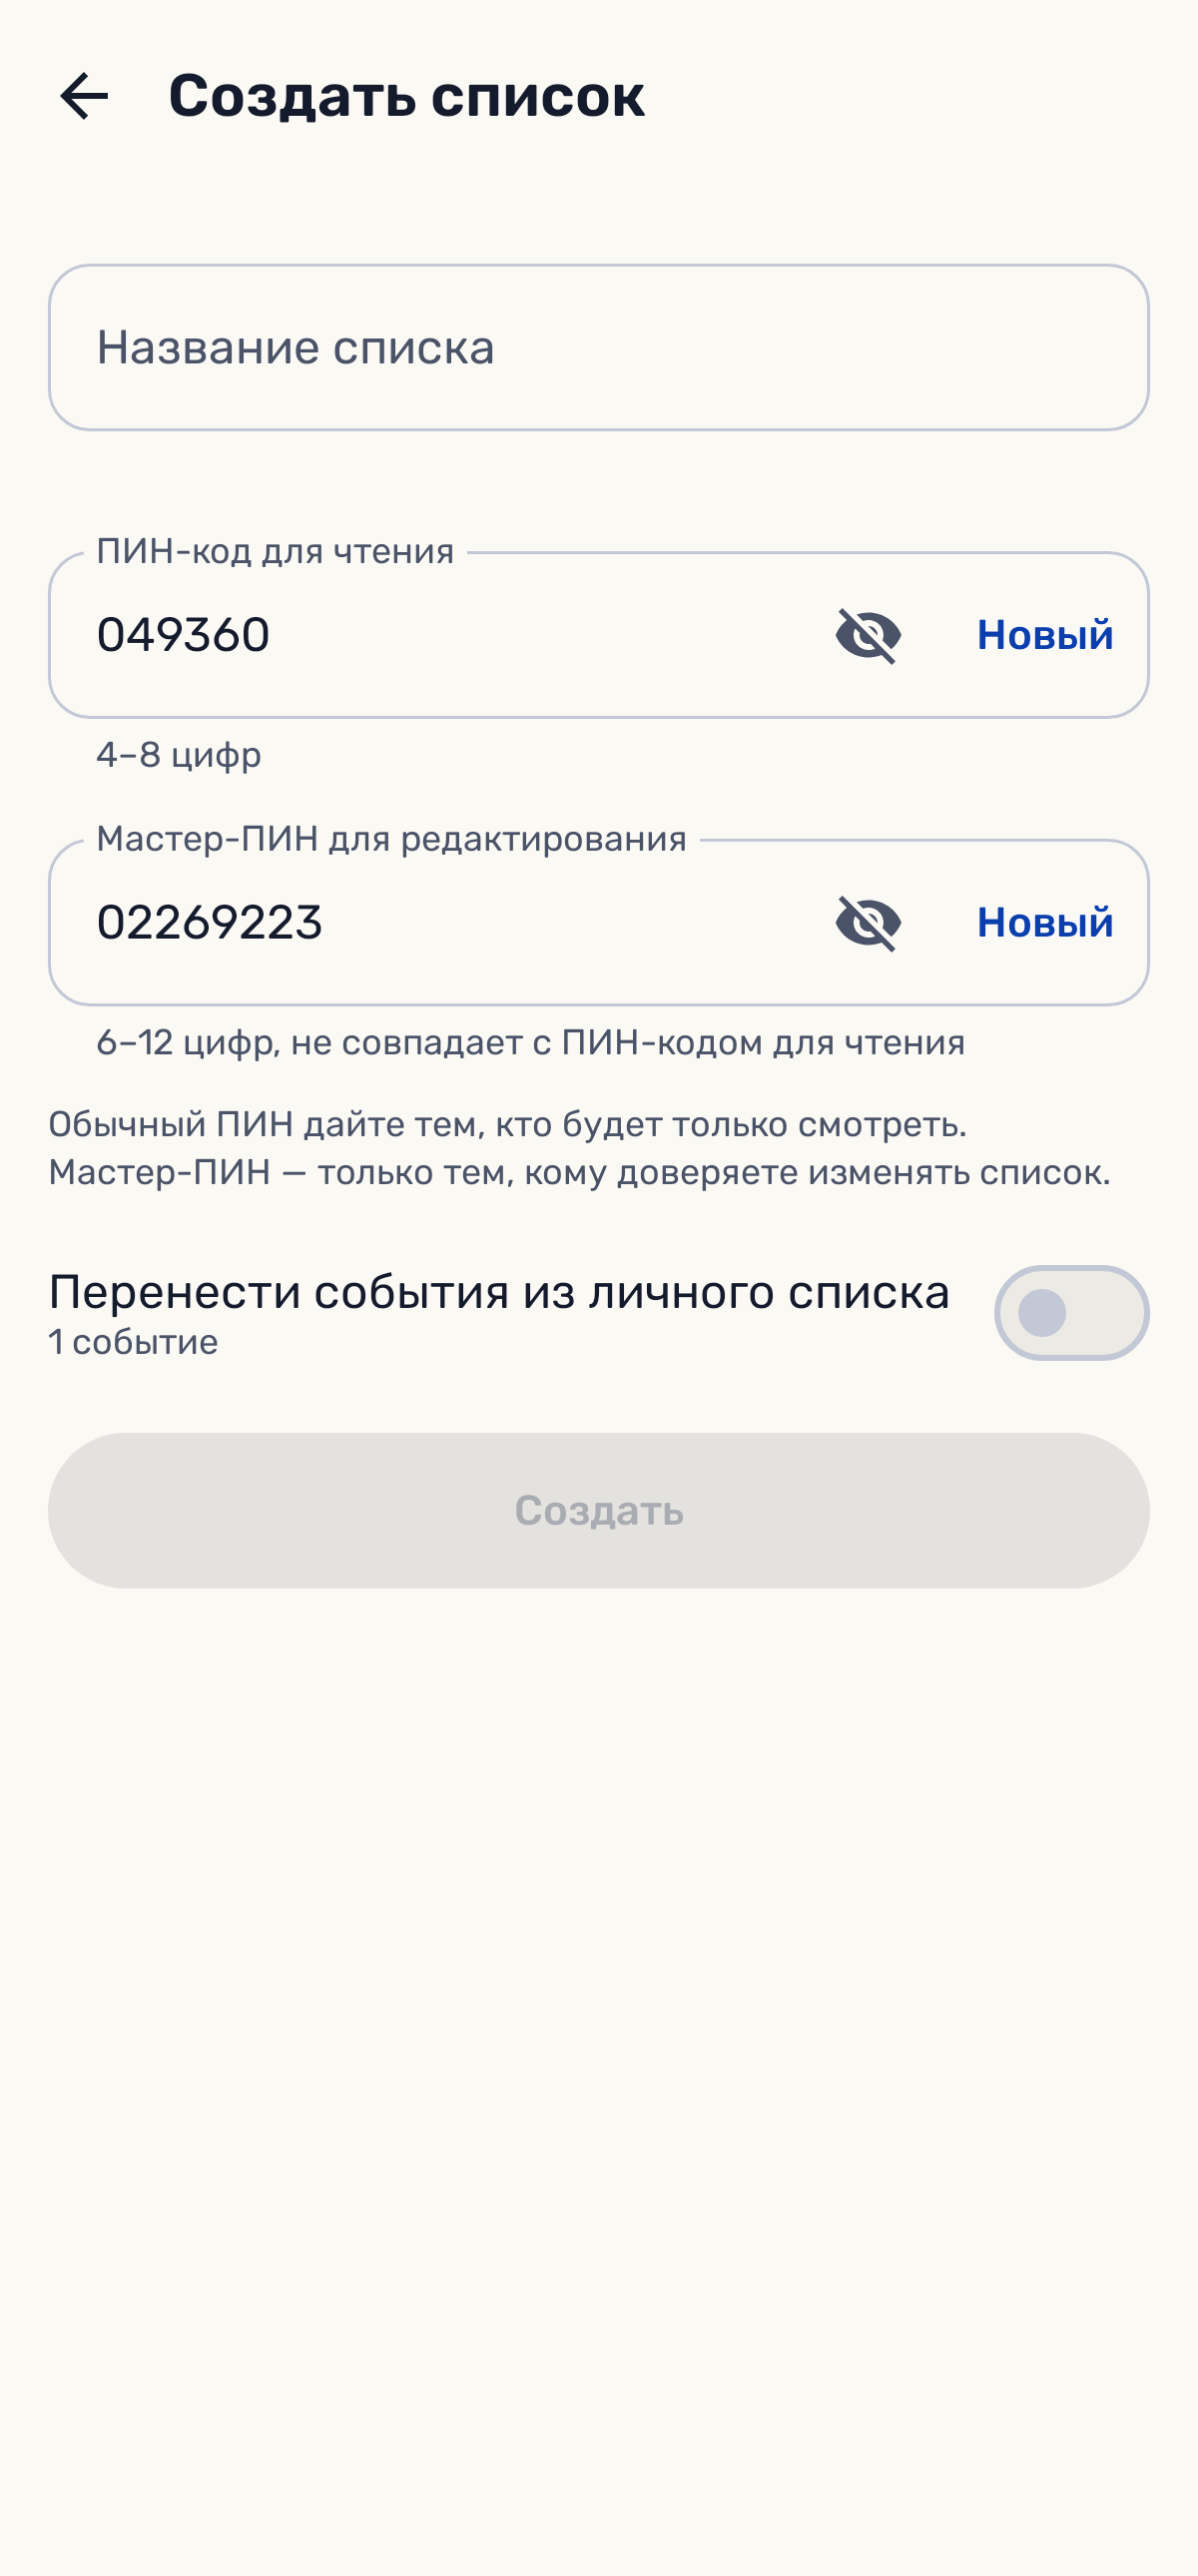 Создать список
Название списка
ПИН-код для чтения
049360
Новый
4–8 цифр
Мастер-ПИН для редактирования
02269223
Новый
6–12 цифр, не совпадает с ПИН-кодом для чтения
Обычный ПИН дайте тем, кто будет только смотреть.
Мастер-ПИН — только тем, кому доверяете изменять список.
Перенести события из личного списка
1 событие
Создать